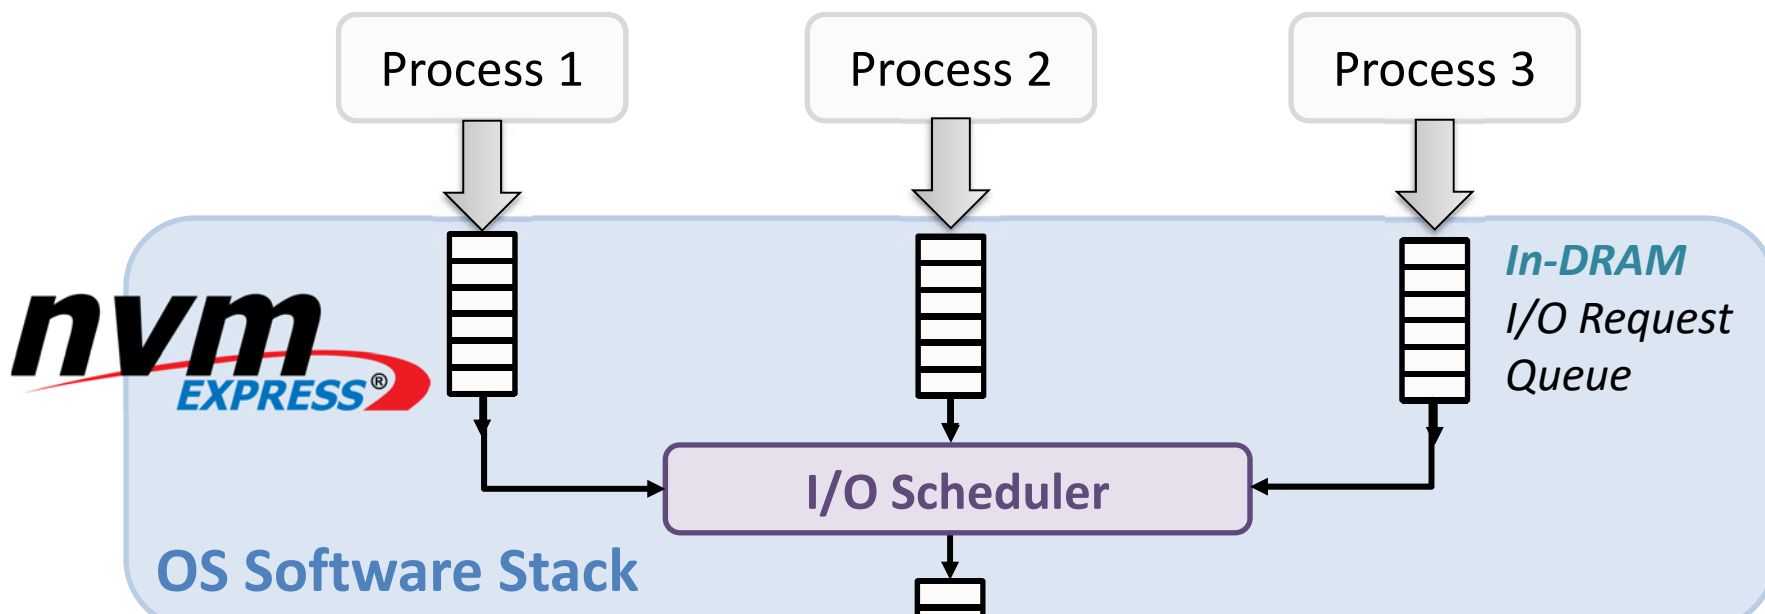 Process 1
Process 2
Process 3
In-DRAM
I/O Request
Queue
nvm
EXPRESS®
I/O Scheduler
OS Software Stack